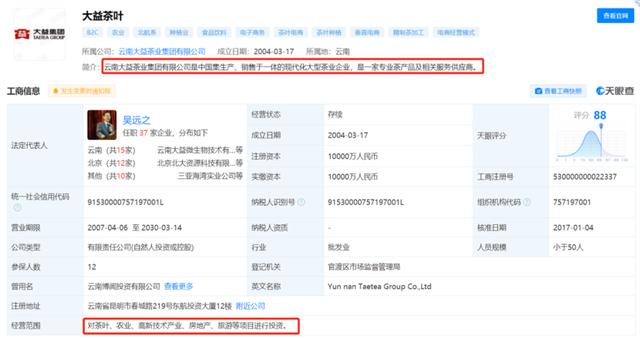 大益茶叶
查看官网
大益集团
TAETEA GROUP
B2C 农业 北航系 种植业 食品饮料 电子商务 茶叶电商 茶叶种植 垂直电商 精制茶加工 电商经营模式
所属公司：云南大益茶业集团有限公司 成立日期：2004-03-17 所属地：云南
简介：云南大益茶业集团有限公司是中国集生产、销售于一体的现代化大型茶业企业，是一家专业茶产品及相关服务供应商。
工商信息 发生变更时通知我 查看工商快照 天眼查
法定代表人 吴远之
任职 37 家企业，分布如下
云南（共15家） 云南大益微生物技术有...等
北京（共12家） 北京北大资源科技有限...等
其他（共10家） 三亚海湾实业公司等
经营状态 存续
成立日期 2004-03-17
注册资本 10000万人民币
实缴资本 10000万人民币
天眼评分 评分 88
工商注册号 530000000022337
统一社会信用代码 91530000757197001L 纳税人识别号 91530000757197001L 组织机构代码 757197001
营业期限 2007-04-06 至 2030-03-14 纳税人资质 - 核准日期 2017-01-04
公司类型 有限责任公司(自然人投资或控股) 行业 批发业 人员规模 小于50人
参保人数 12 登记机关 官渡区市场监督管理局
曾用名 云南博闻投资有限公司 查看更多 英文名称 Yun nan Taetea Group Co.,Ltd
注册地址 云南省昆明市春城路219号东航投资大厦12楼 附近公司
经营范围 对茶叶、农业、高新技术产业、房地产、旅游等项目进行投资。